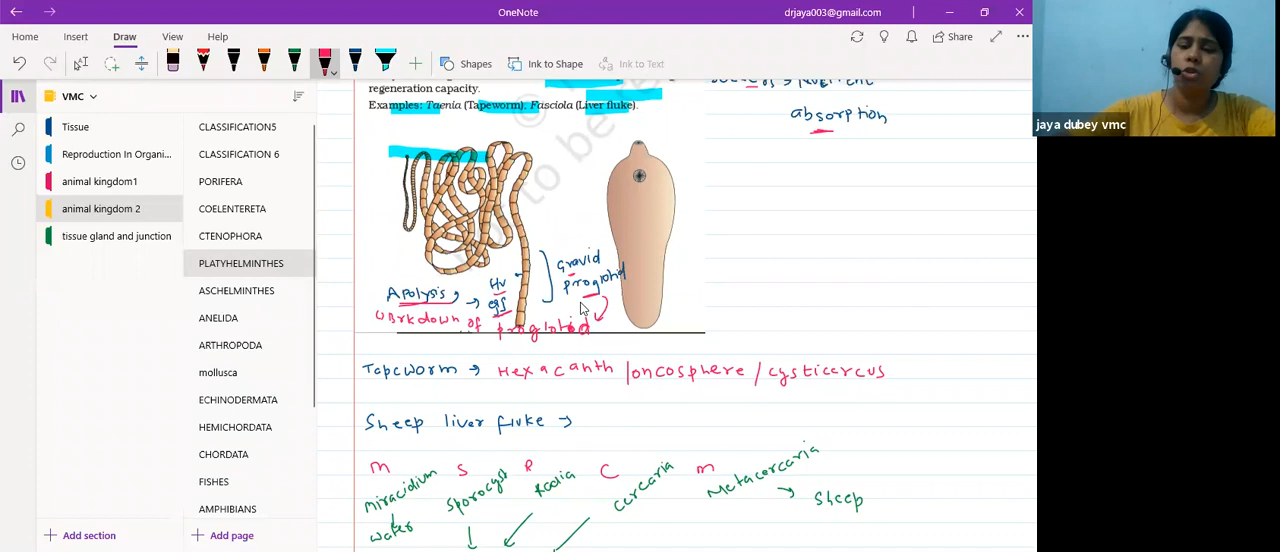 OneNote
drjaya003@gmail.com
Home Insert Draw View Help
Share
Shapes Ink to Shape Ink to Text
VMC
Tissue
Reproduction In Organi...
animal kingdom1
animal kingdom 2
tissue gland and junction
CLASSIFICATION5
CLASSIFICATION 6
PORIFERA
COELENTERETA
CTENOPHORA
PLATYHELMINTHES
ASCHELMINTHES
ANELIDA
ARTHROPODA
mollusca
ECHINODERMATA
HEMICHORDATA
CHORDATA
FISHES
AMPHIBIANS
Add section
Add page
regeneration capacity.
Examples: Taenia (Tapeworm), Fasciola (Liver fluke).
absorption
Gravid
proglotid
Apolysis
of proglotid
Tapeworm → Hexacanth / oncosphere / cysticercus
Sheep liver fluke →
M S R C M
miracidium sporocyst Redia cercaria Metacercaria
water
Sheep
jaya dubey vmc